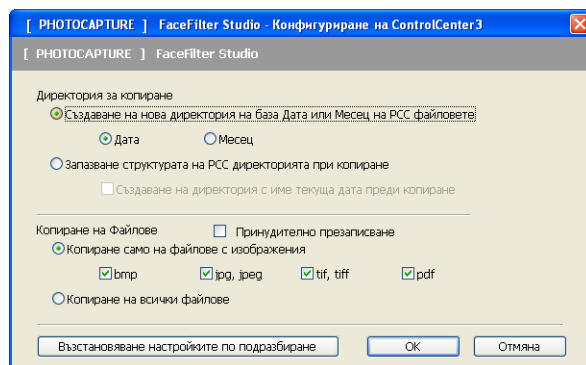 [ PHOTOCAPTURE ] FaceFilter Studio - Конфигуриране на ControlCenter3
[ PHOTOCAPTURE ] FaceFilter Studio
Директория за копиране
Създаване на нова директория на база Дата или Месец на PCC файловете
Дата Месец
Запазване структурата на PCC директорията при копиране
Създаване на директория с име текуща дата преди копиране
Копиране на Файлове Принудително презаписване
Копиране само на файлове с изображения
bmp jpg, jpeg tif, tiff pdf
Копиране на всички файлове
Възстановяване настройките по подразбиране OK Отмяна